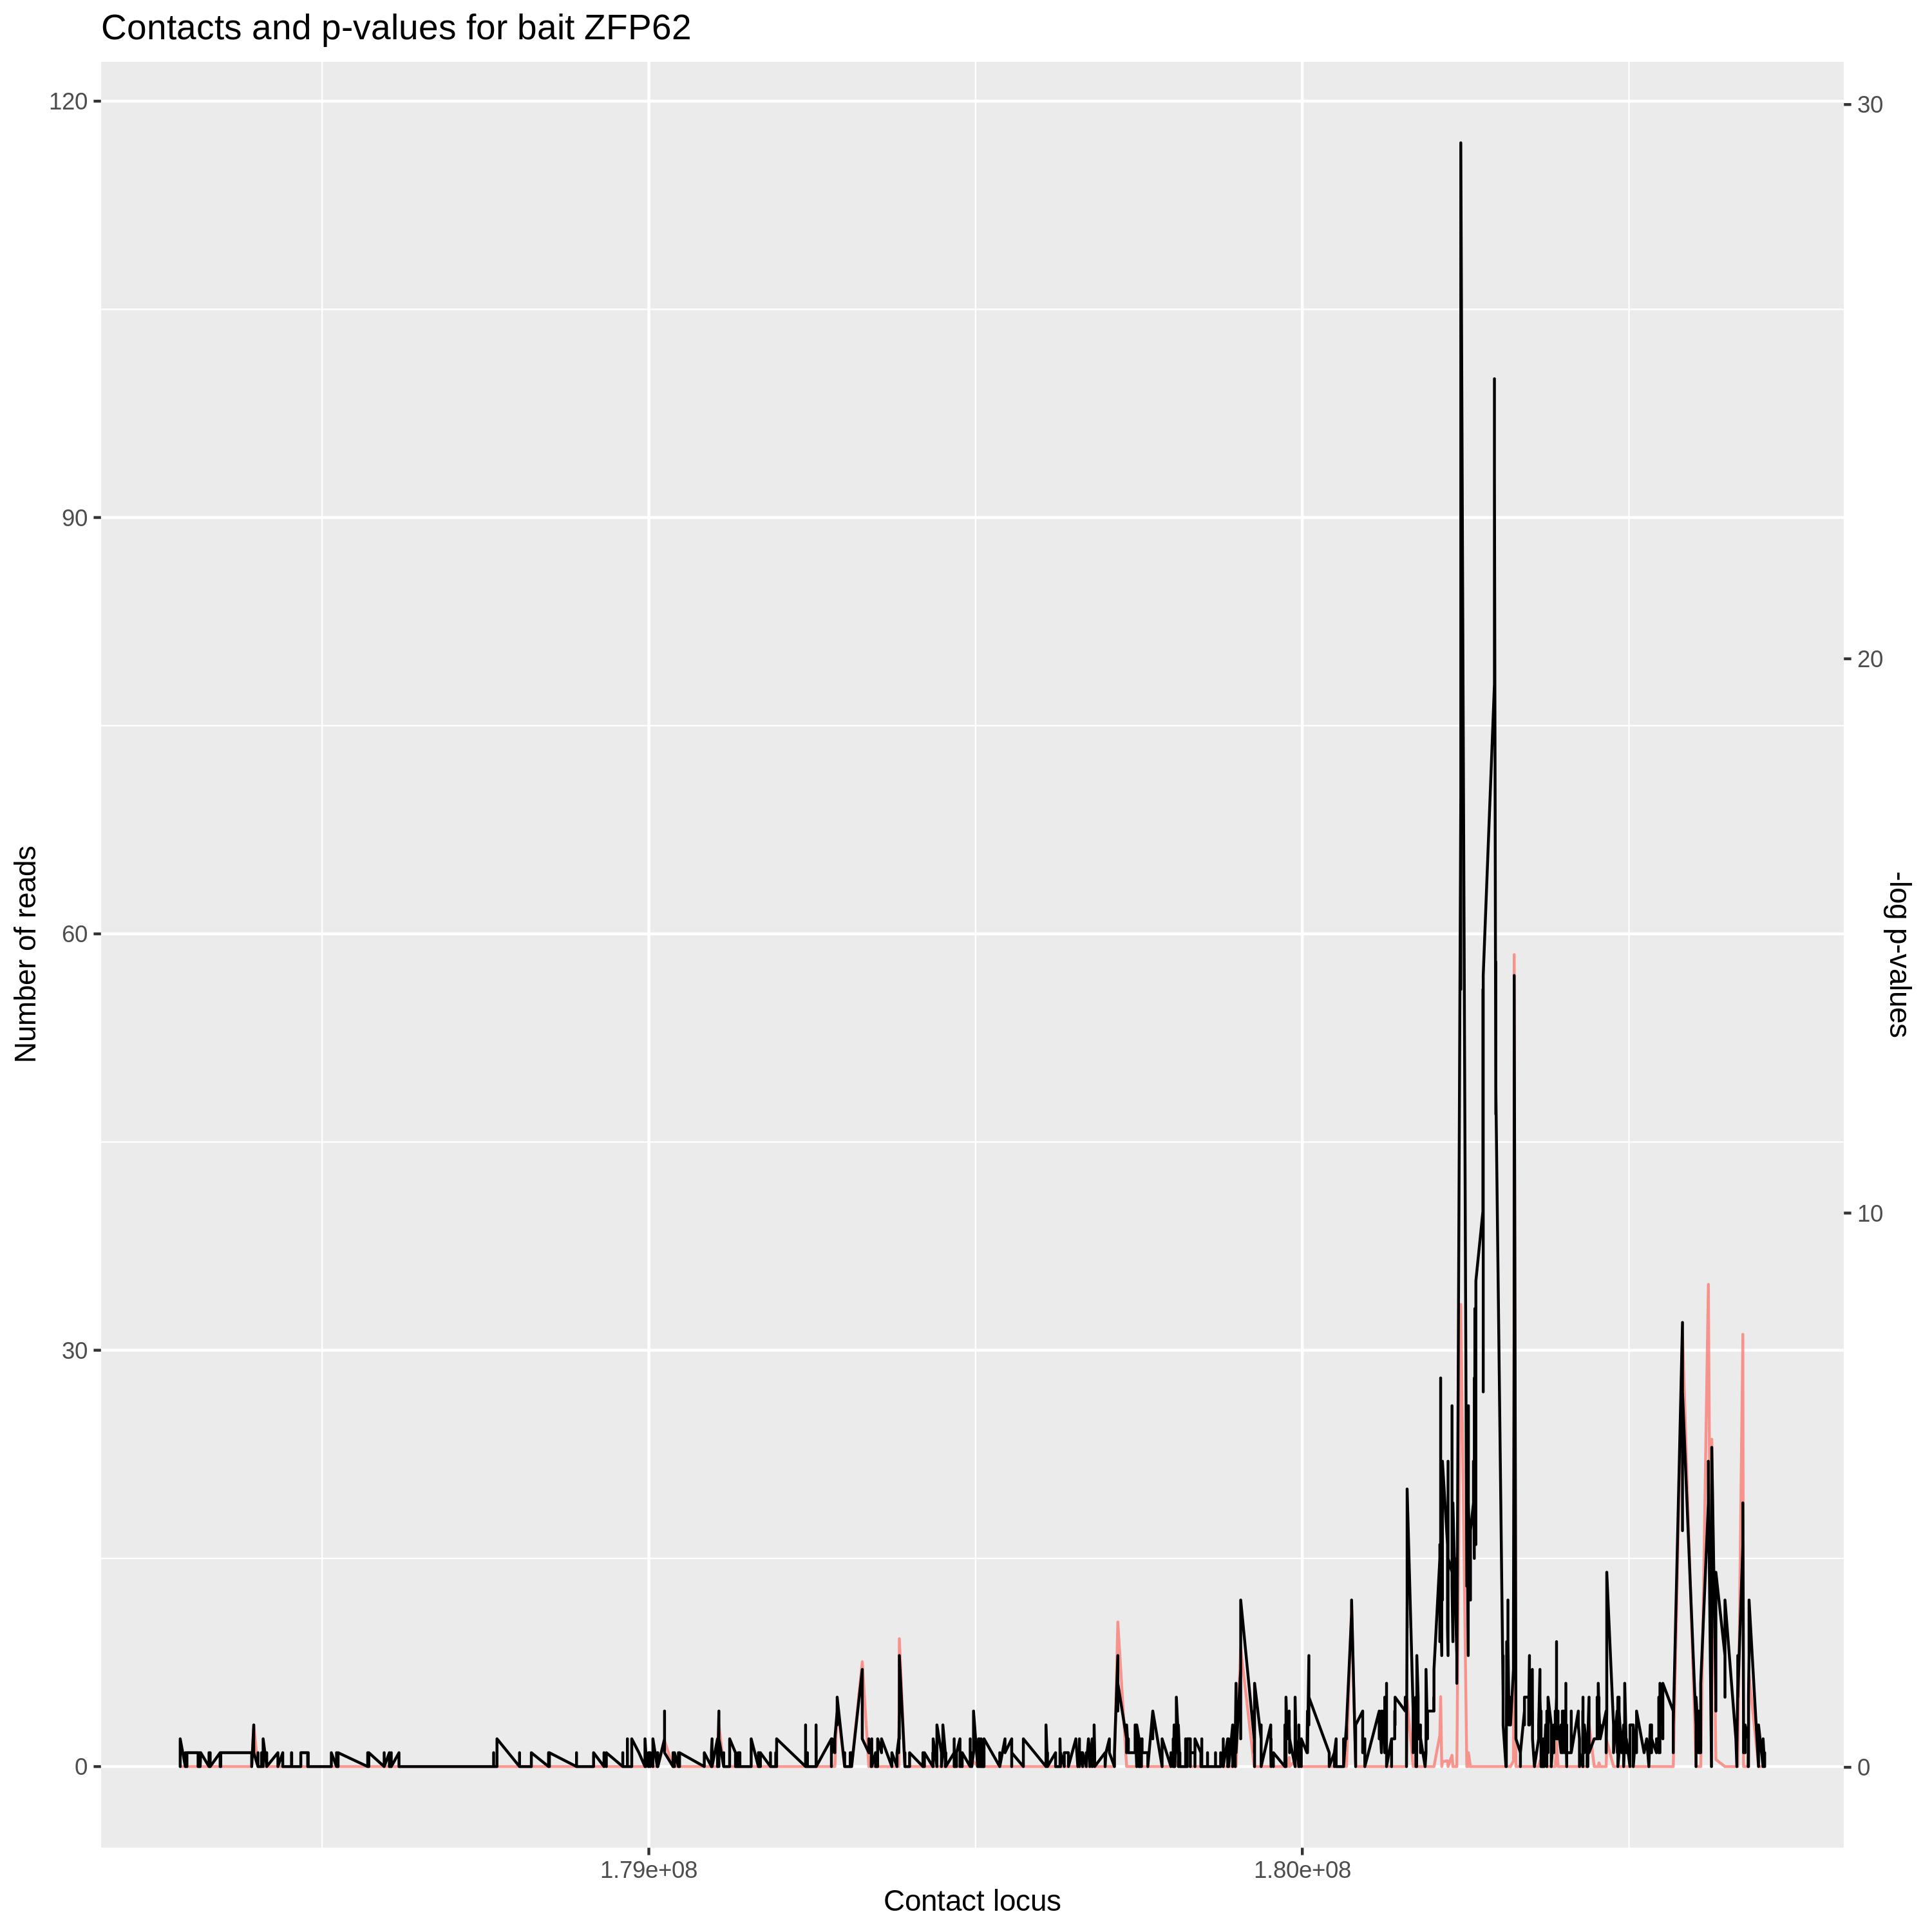 Contacts and p-values for bait ZFP62
120
90
60
30
0
Number of reads
30
20
10
0
-log p-values
1.79e+08
1.80e+08
Contact locus